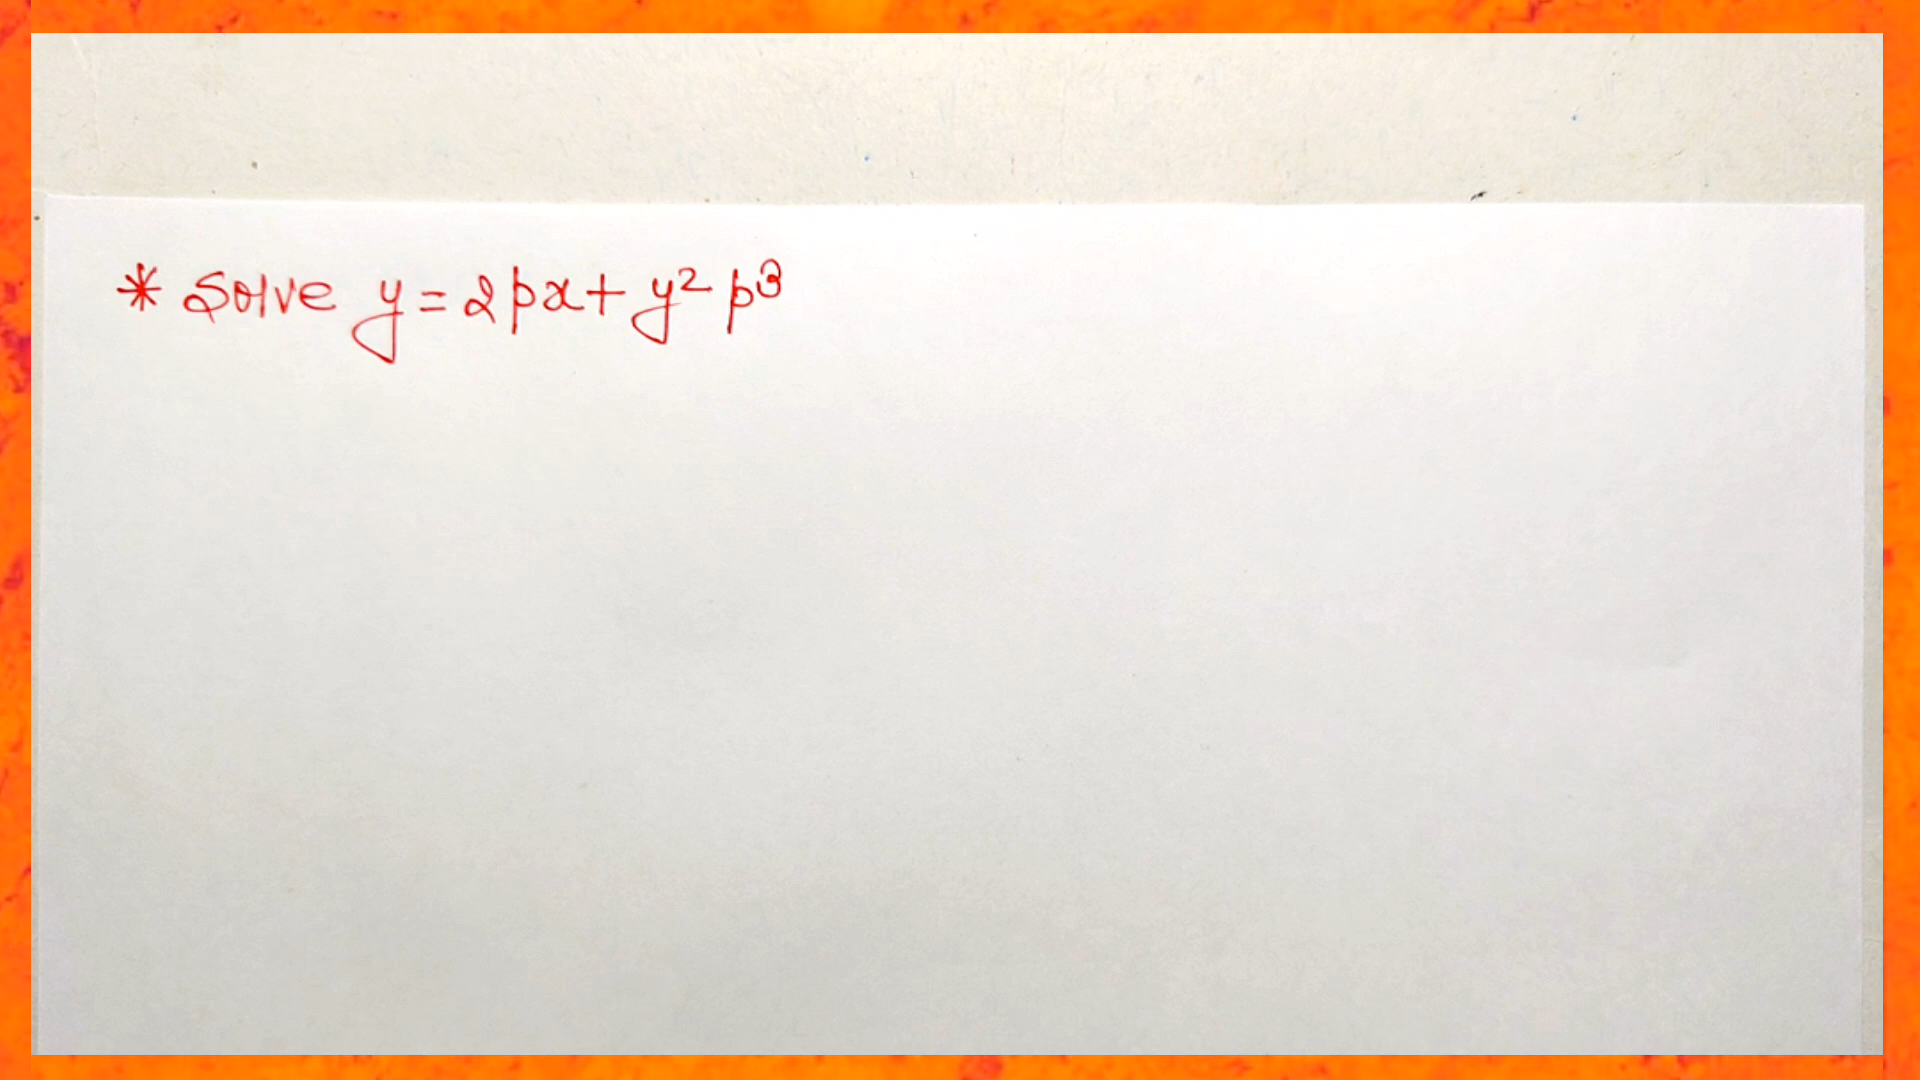 * Solve y = 2px + y² p³